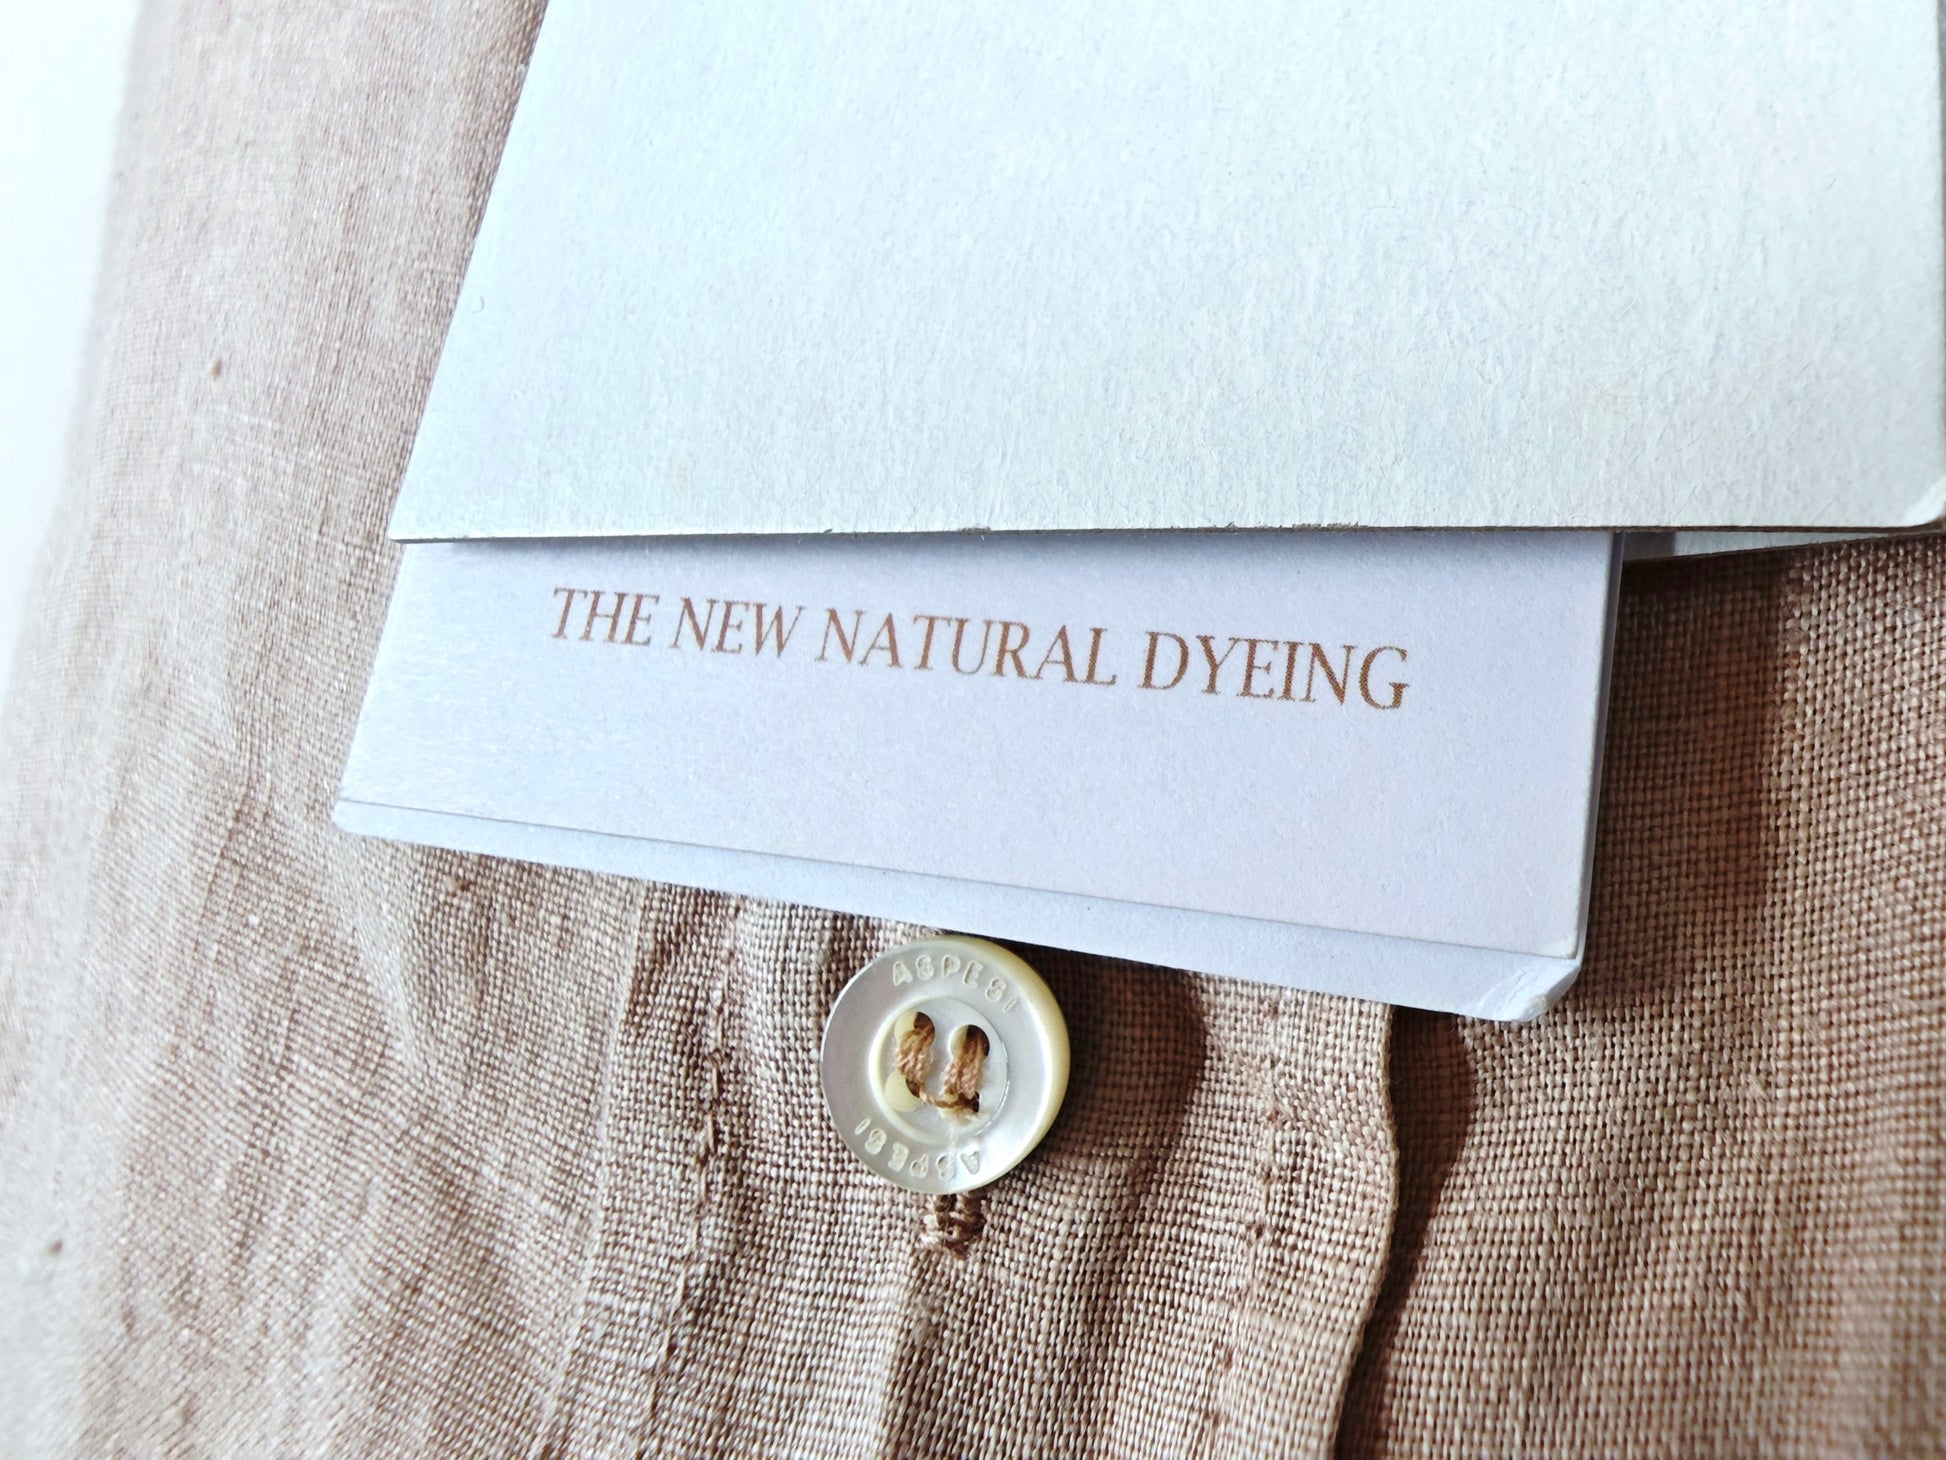 THE NEW NATURAL DYEING
ASPESI
ASPESI